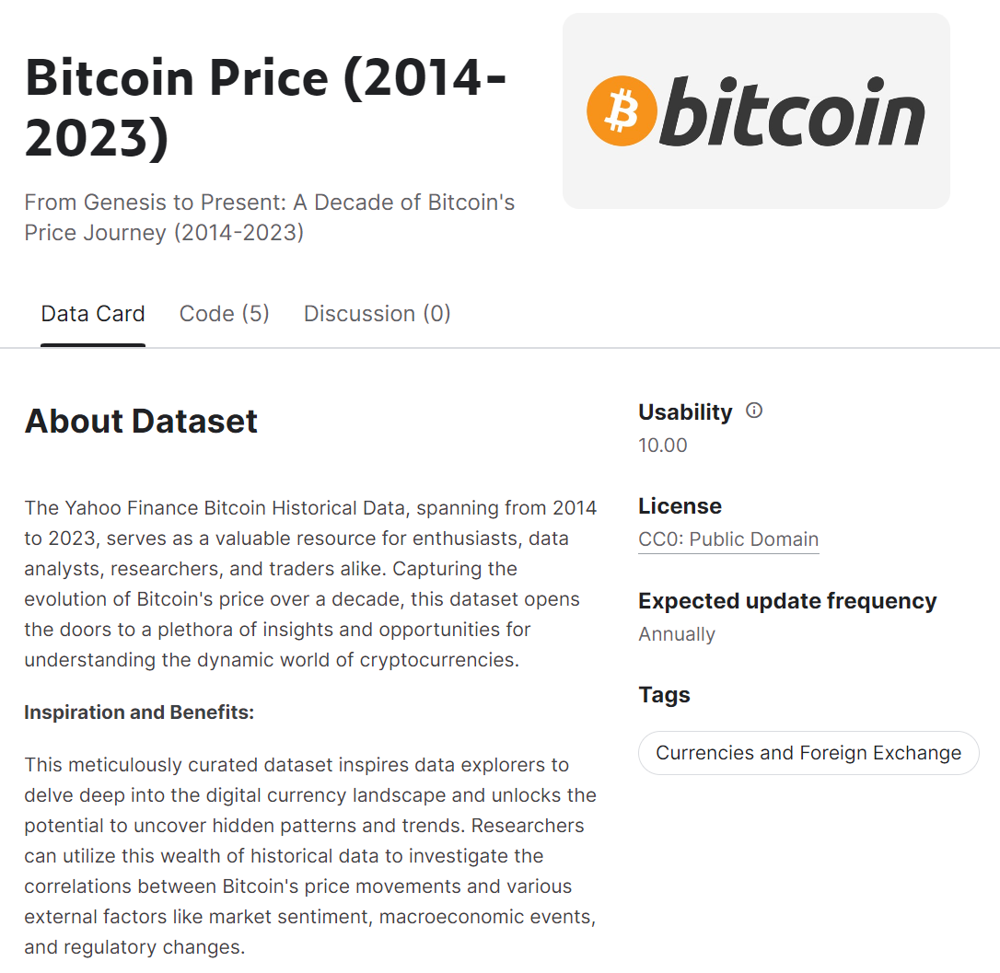 Bitcoin Price (2014-
2023)
bitcoin
From Genesis to Present: A Decade of Bitcoin's
Price Journey (2014-2023)
Data Card
Code (5)
Discussion (0)
About Dataset
The Yahoo Finance Bitcoin Historical Data, spanning from 2014
to 2023, serves as a valuable resource for enthusiasts, data
analysts, researchers, and traders alike. Capturing the
evolution of Bitcoin's price over a decade, this dataset opens
the doors to a plethora of insights and opportunities for
understanding the dynamic world of cryptocurrencies.
Inspiration and Benefits:
This meticulously curated dataset inspires data explorers to
delve deep into the digital currency landscape and unlocks the
potential to uncover hidden patterns and trends. Researchers
can utilize this wealth of historical data to investigate the
correlations between Bitcoin's price movements and various
external factors like market sentiment, macroeconomic events,
and regulatory changes.
Usability
10.00
License
CC0: Public Domain
Expected update frequency
Annually
Tags
Currencies and Foreign Exchange